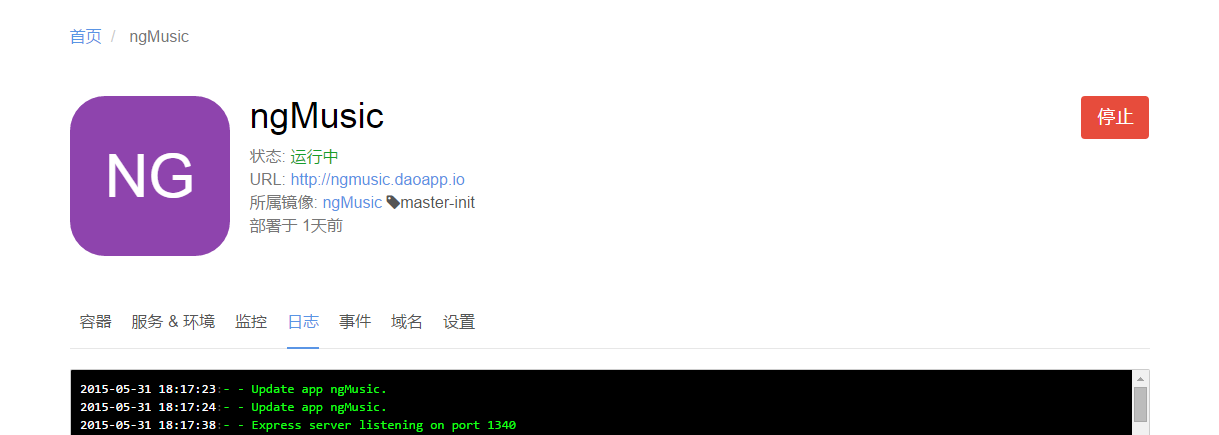 首页 / ngMusic
NG
ngMusic
停止
状态: 运行中
URL: http://ngmusic.daoapp.io
所属镜像: ngMusic master-init
部署于 1天前
容器 服务 & 环境 监控 日志 事件 域名 设置
2015-05-31 18:17:23:- - Update app ngMusic.
2015-05-31 18:17:24:- - Update app ngMusic.
2015-05-31 18:17:38:- - Express server listening on port 1340